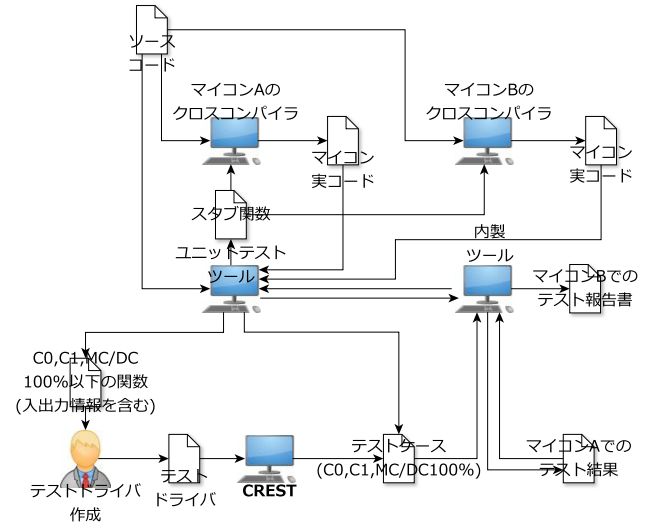 ソース
コード
マイコンAの
クロスコンパイラ
マイコンBの
クロスコンパイラ
マイコン
実コード
マイコン
実コード
スタブ関数
ユニットテスト
ツール
内製
ツール
マイコンBでの
テスト報告書
C0,C1,MC/DC
100%以下の関数
(入出力情報を含む)
テストドライバ
作成
テスト
ドライバ
CREST
テストケース
(C0,C1,MC/DC100%)
マイコンAでの
テスト結果